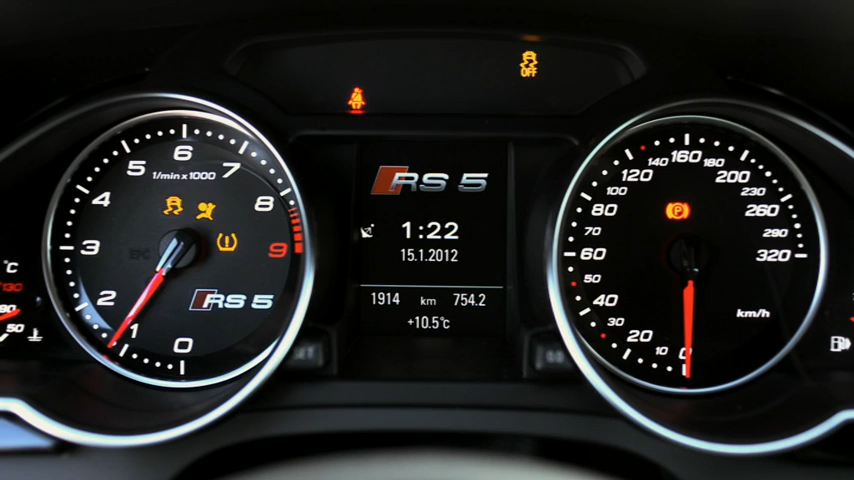 OFF
5 6 7
1/min x 1000
4 8
3 9
EPC
2
1
0
RS 5
°C
130
90
50
RS 5
1:22
15.1.2012
1914 km 754.2
+10.5°C
140 160 180
120 200
100 230
80 260
70 290
60 320
50
40
30
20
10
0
km/h
P